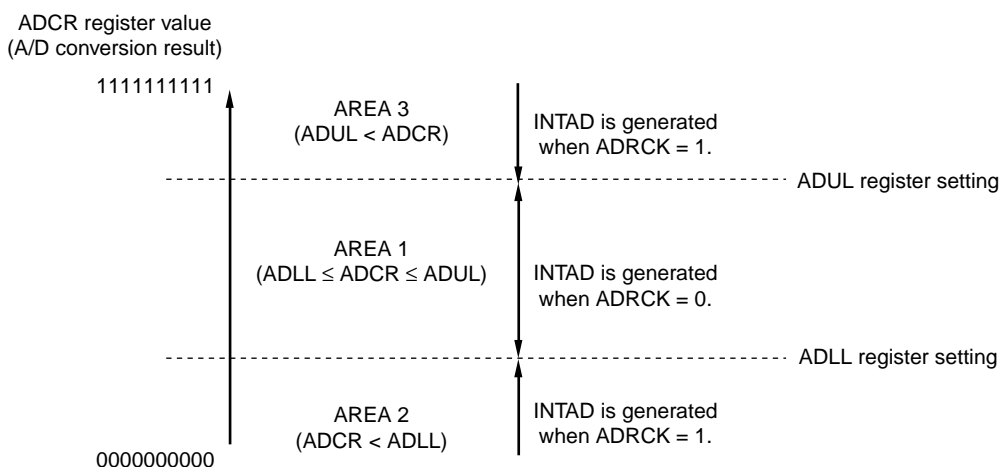 ADCR register value
(A/D conversion result)
1111111111
AREA 3
(ADUL < ADCR)
INTAD is generated
when ADRCK = 1.
ADUL register setting
AREA 1
(ADLL ≤ ADCR ≤ ADUL)
INTAD is generated
when ADRCK = 0.
ADLL register setting
AREA 2
(ADCR < ADLL)
INTAD is generated
when ADRCK = 1.
0000000000